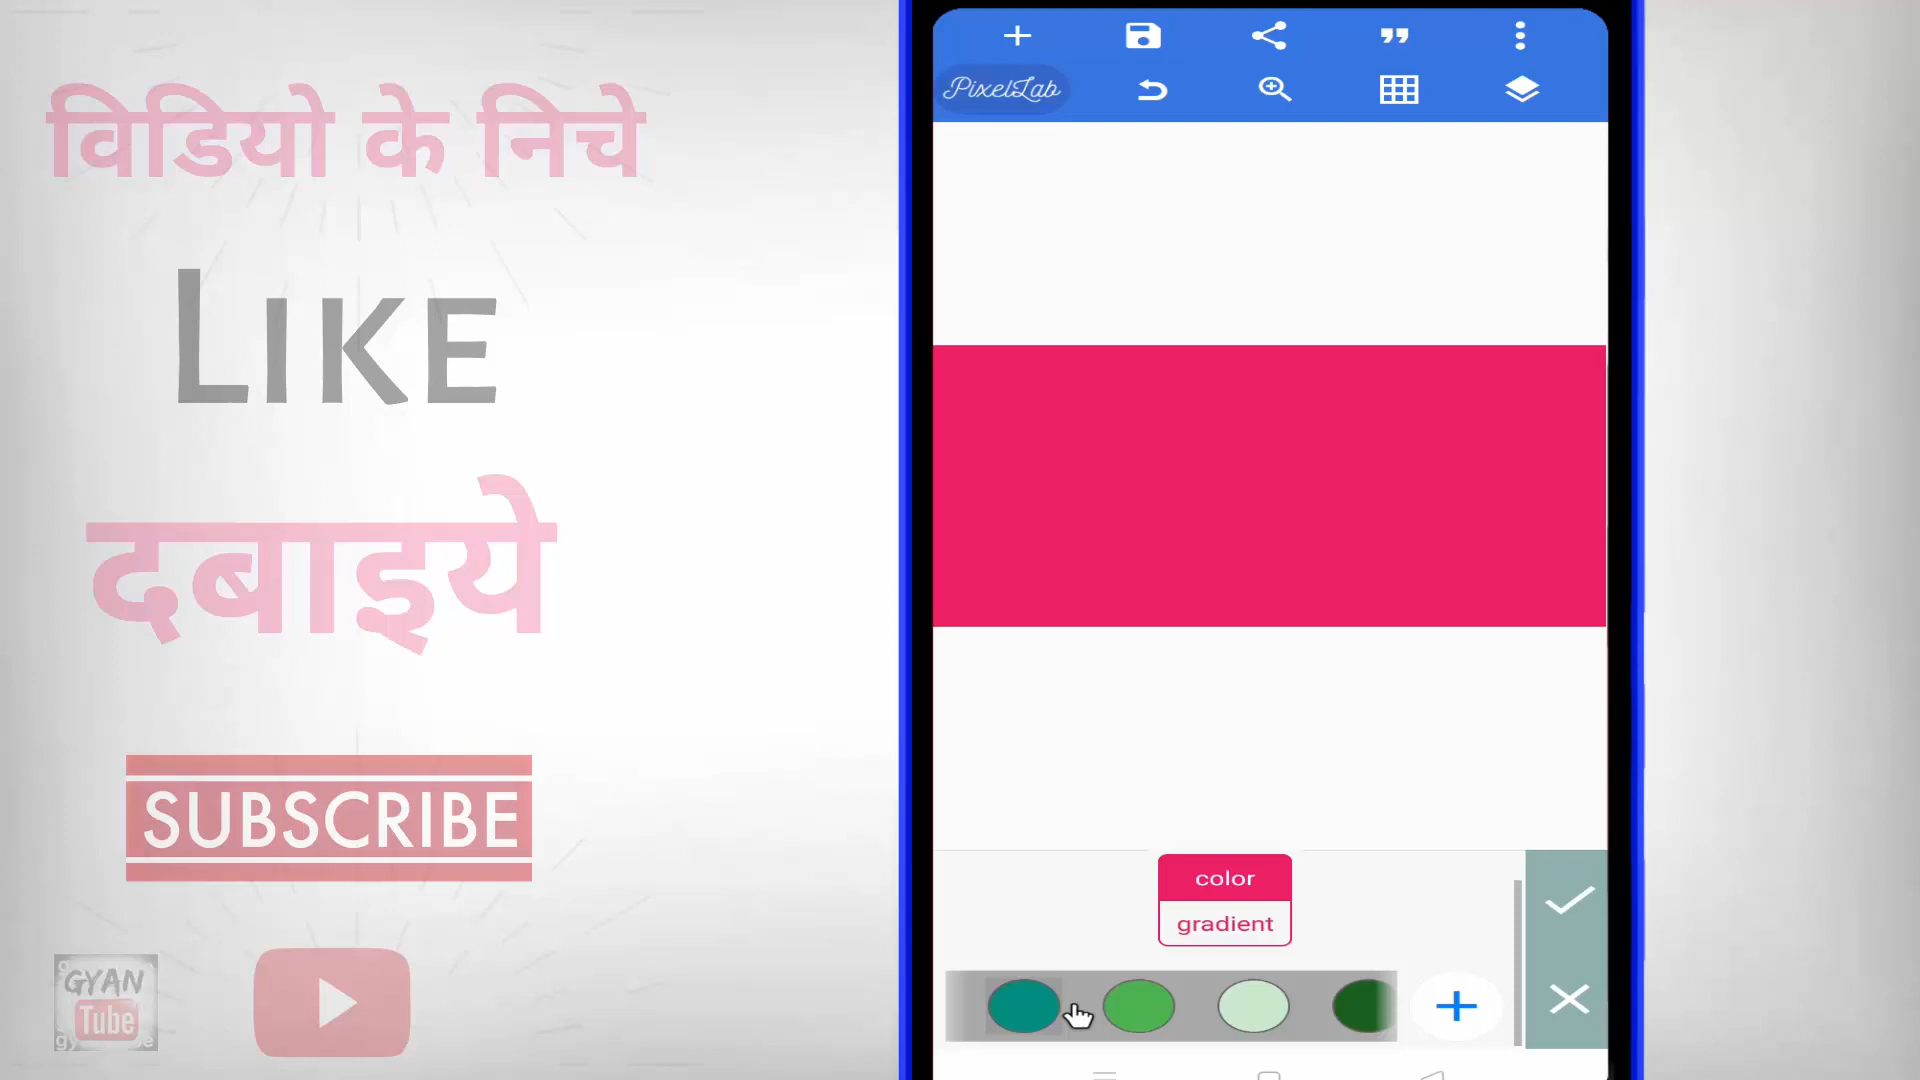 विडियो के निचे
LIKE
दबाइये
SUBSCRIBE
GYAN
Tube
PixelLab
color
gradient